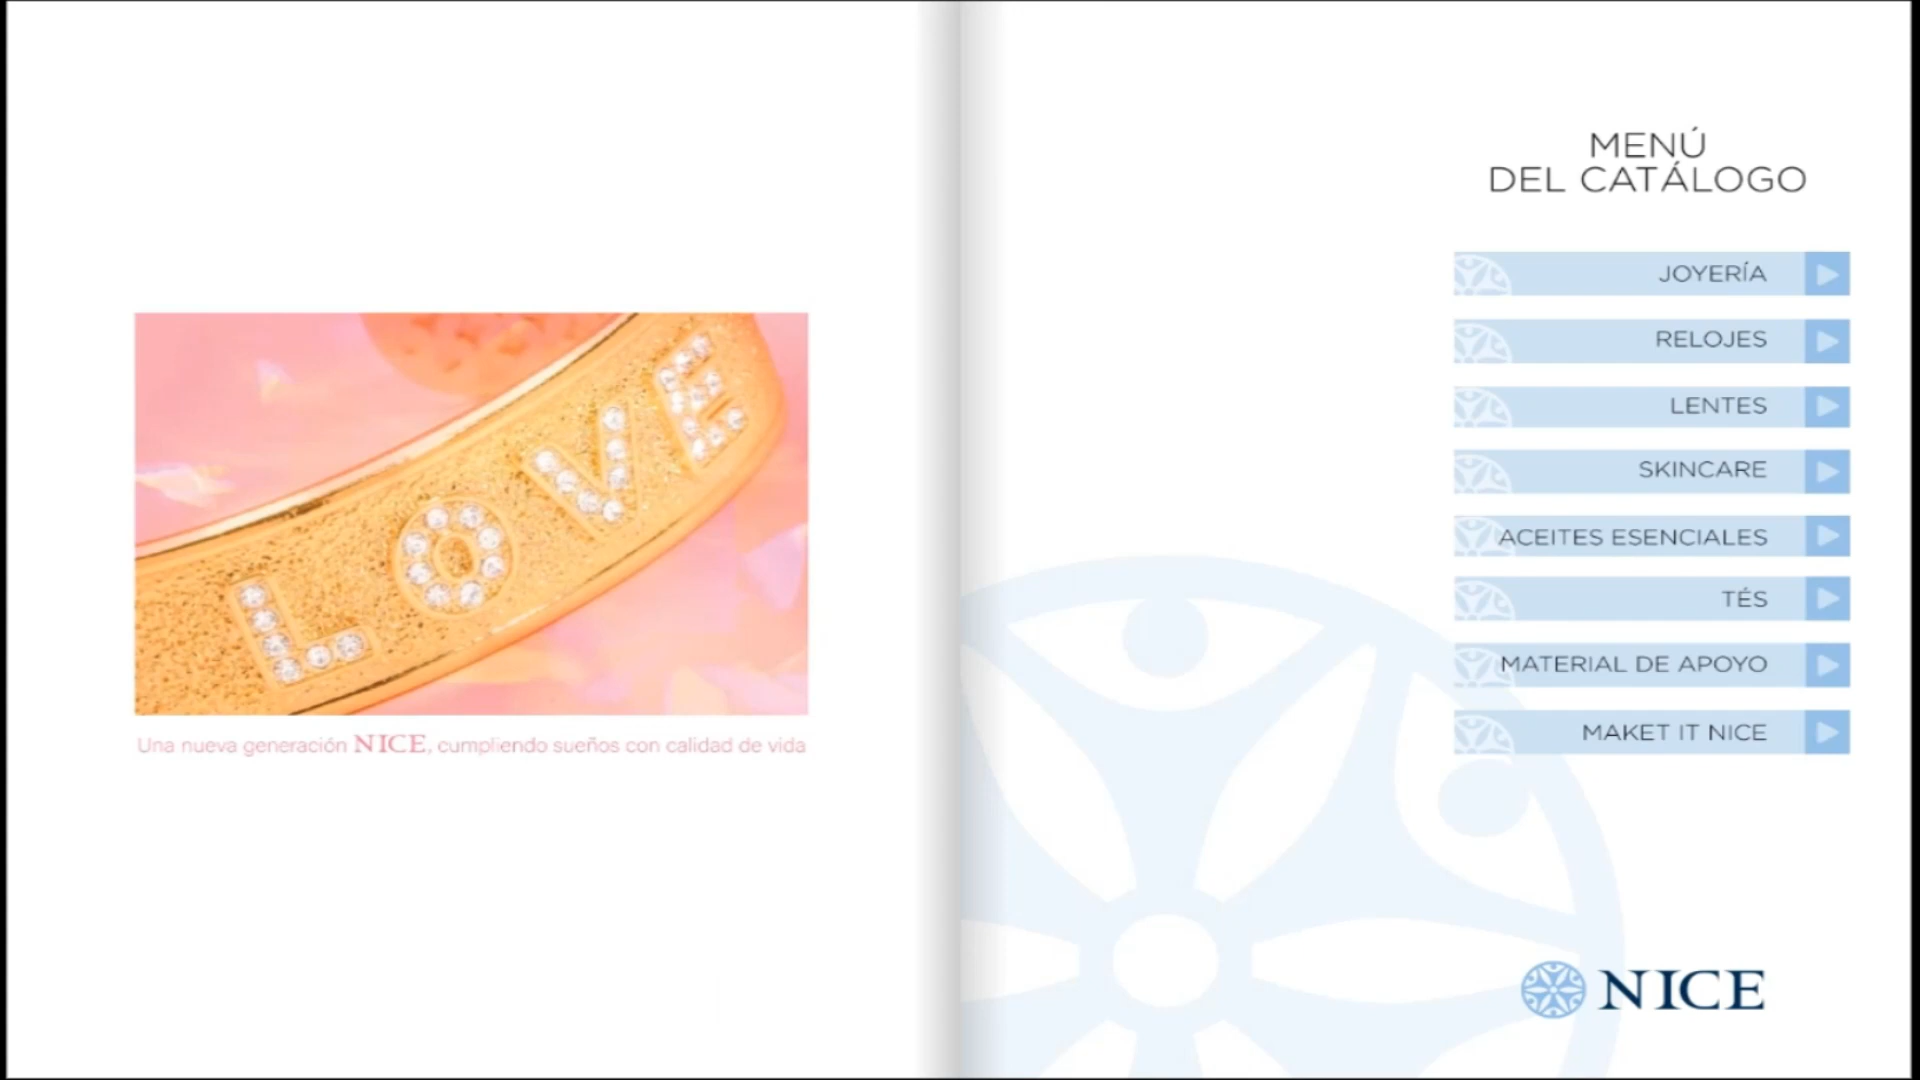 LOVE
Una nueva generación NICE, cumpliendo sueños con calidad de vida
MENÚ
DEL CATÁLOGO
JOYERÍA
RELOJES
LENTES
SKINCARE
ACEITES ESENCIALES
TÉS
MATERIAL DE APOYO
MAKET IT NICE
NICE